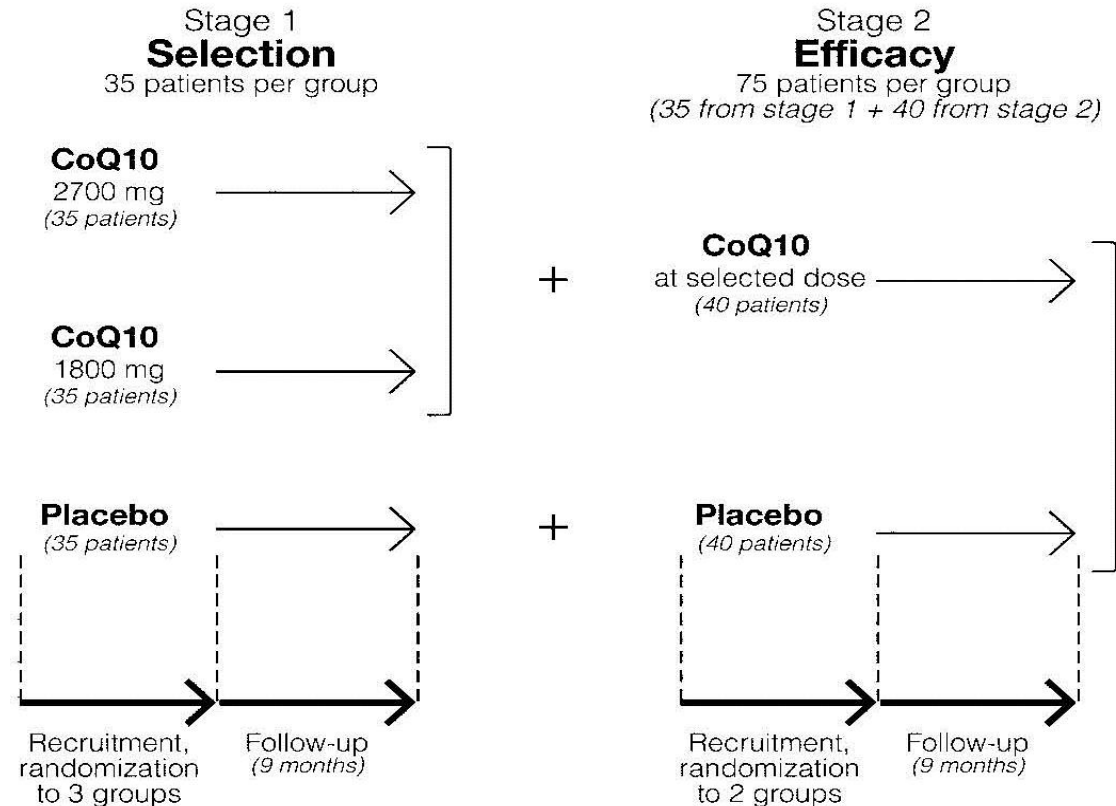 Stage 1
Selection
35 patients per group
CoQ10
2700 mg
(35 patients)
CoQ10
1800 mg
(35 patients)
Placebo
(35 patients)
Recruitment,
randomization
to 3 groups
Follow-up
(9 months)
+
+
Stage 2
Efficacy
75 patients per group
(35 from stage 1 + 40 from stage 2)
CoQ10
at selected dose
(40 patients)
Placebo
(40 patients)
Recruitment,
randomization
to 2 groups
Follow-up
(9 months)